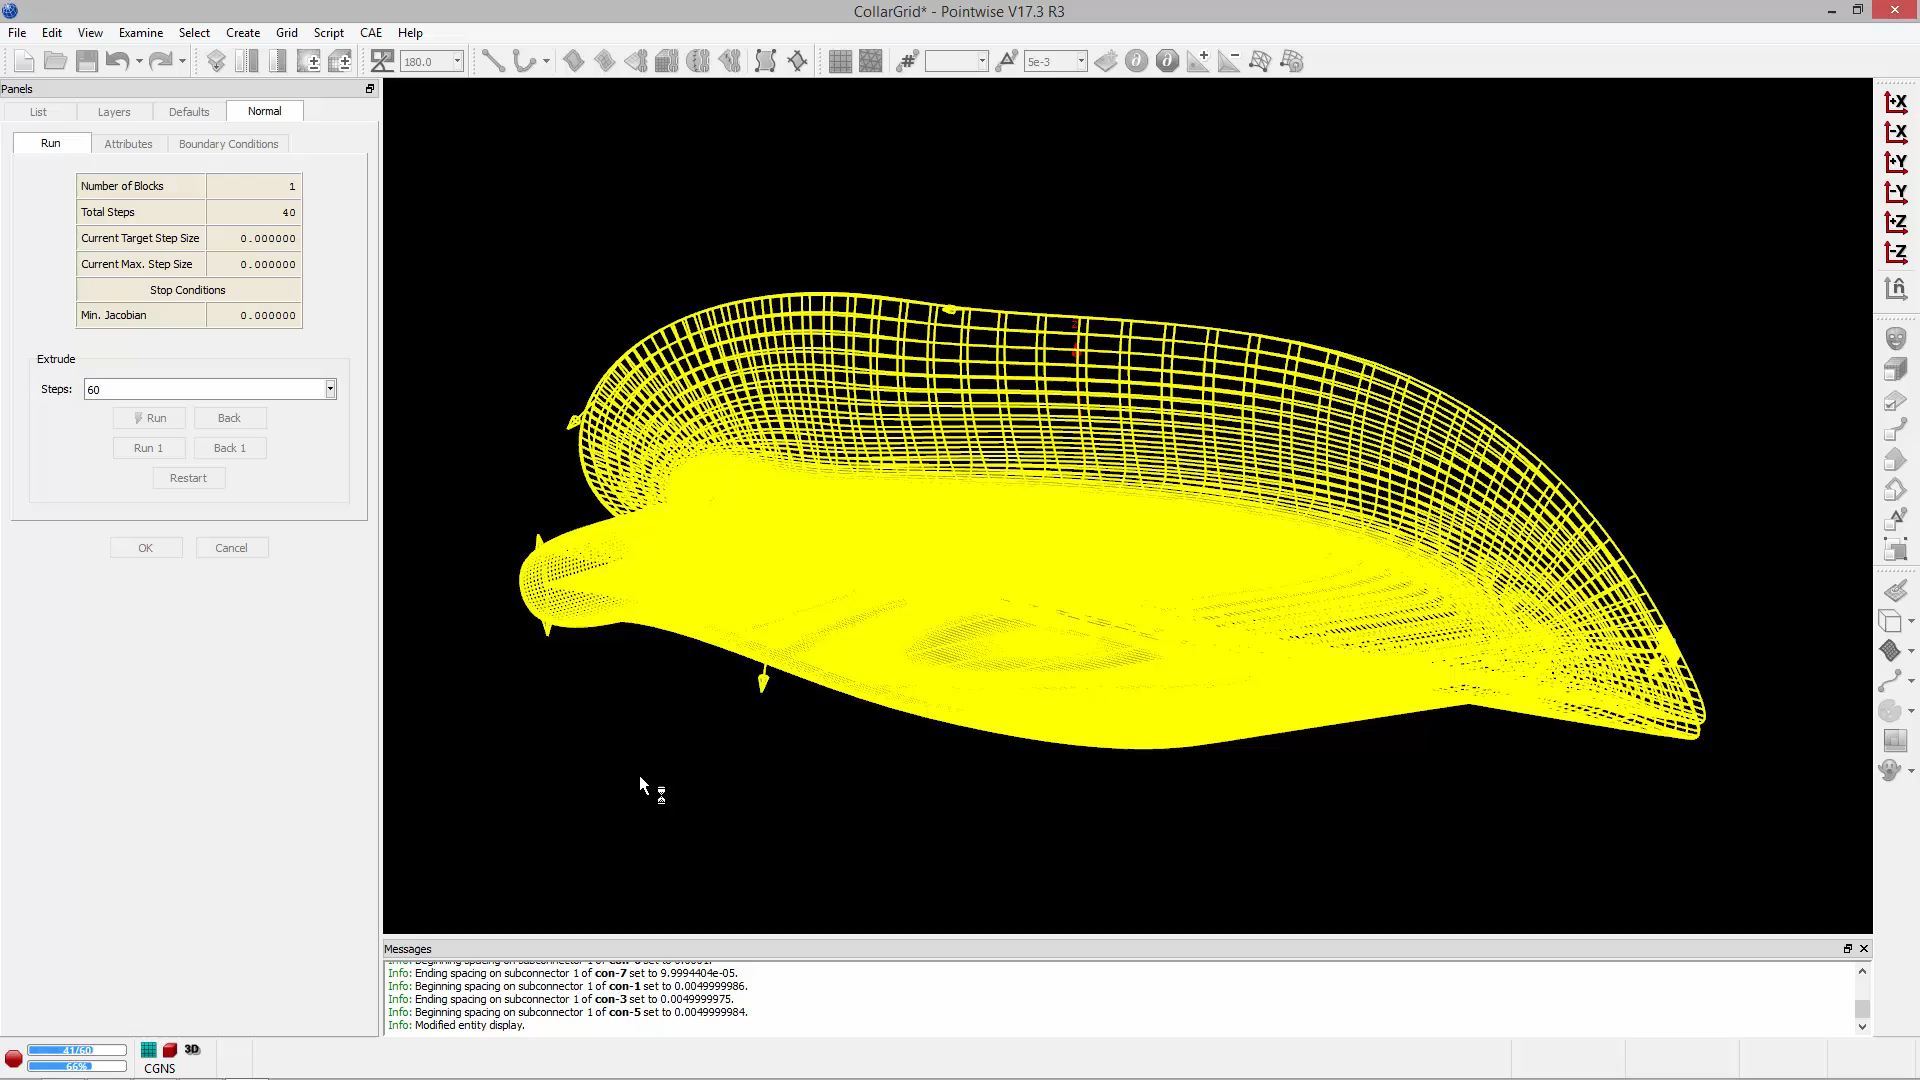 CollarGrid* - Pointwise V17.3 R3
File Edit View Examine Select Create Grid Script CAE Help
180.0 5e-3
Panels
List Layers Defaults Normal
Run Attributes Boundary Conditions
Number of Blocks 1
Total Steps 40
Current Target Step Size 0.000000
Current Max. Step Size 0.000000
Stop Conditions
Min. Jacobian 0.000000
Extrude
Steps: 60
Run Back
Run 1 Back 1
Restart
OK Cancel
+X
-X
+Y
-Y
+Z
-Z
n̂
Messages
Info: Ending spacing on subconnector 1 of con-7 set to 9.9994404e-05.
Info: Beginning spacing on subconnector 1 of con-1 set to 0.0049999986.
Info: Ending spacing on subconnector 1 of con-3 set to 0.0049999975.
Info: Beginning spacing on subconnector 1 of con-5 set to 0.0049999984.
Info: Modified entity display.
41/60
66%
3D
CGNS